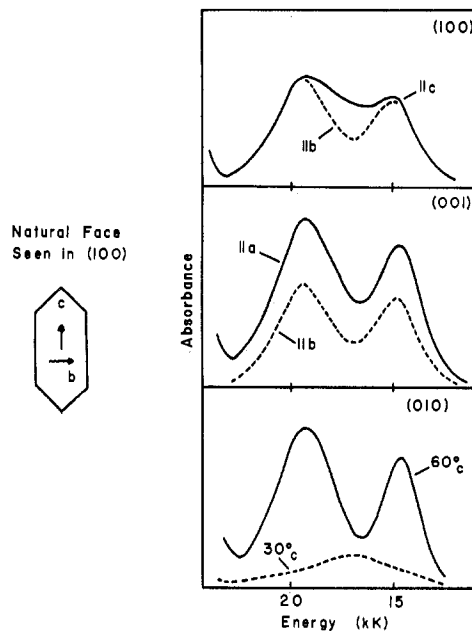 (100)
||c
||b
Natural Face
Seen in (100)
c
b
Absorbance
(001)
||a
||b
(010)
60°c
30°c
20
15
Energy (kK)